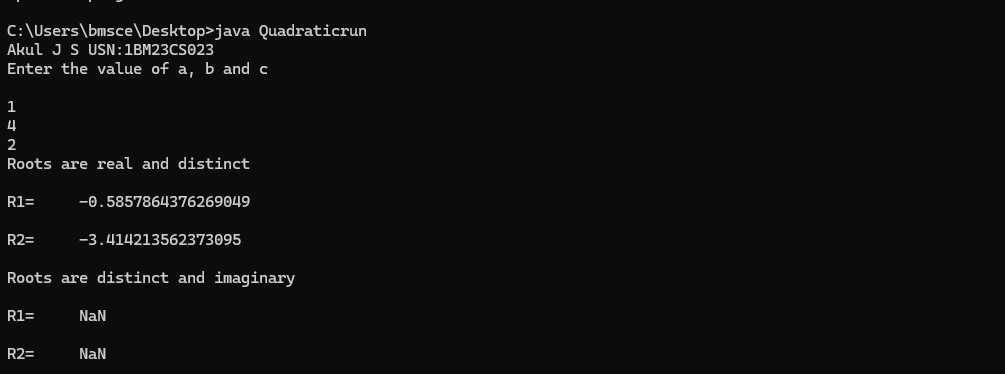 C:\Users\bmsce\Desktop>java Quadraticrun
Akul J S USN:1BM23CS023
Enter the value of a, b and c
1
4
2
Roots are real and distinct
R1=     -0.5857864376269049
R2=     -3.414213562373095
Roots are distinct and imaginary
R1=     NaN
R2=     NaN